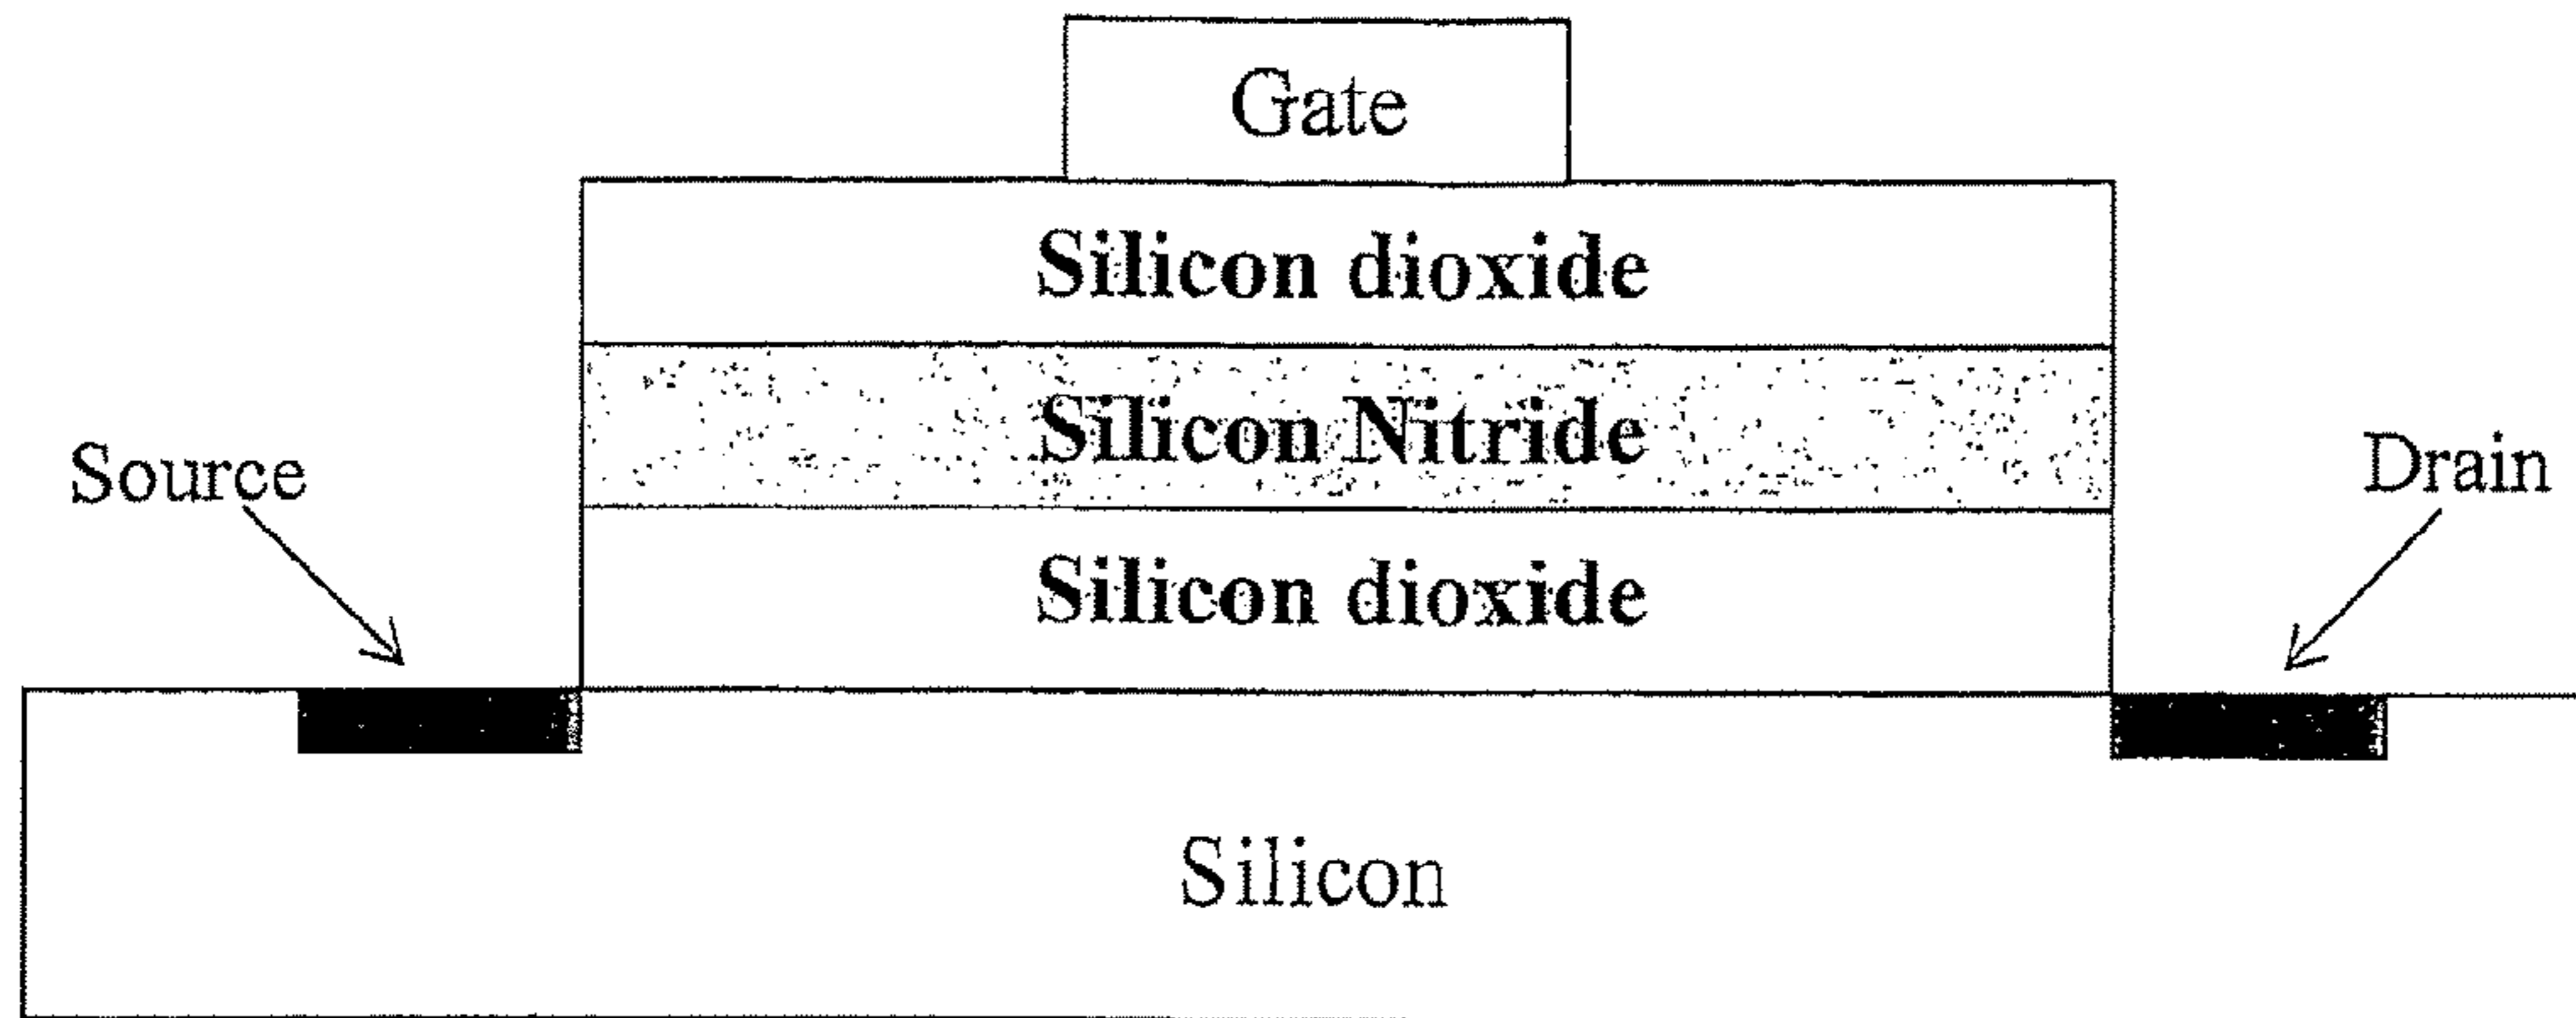 Gate
Silicon dioxide
Silicon Nitride
Source
Drain
Silicon dioxide
Silicon